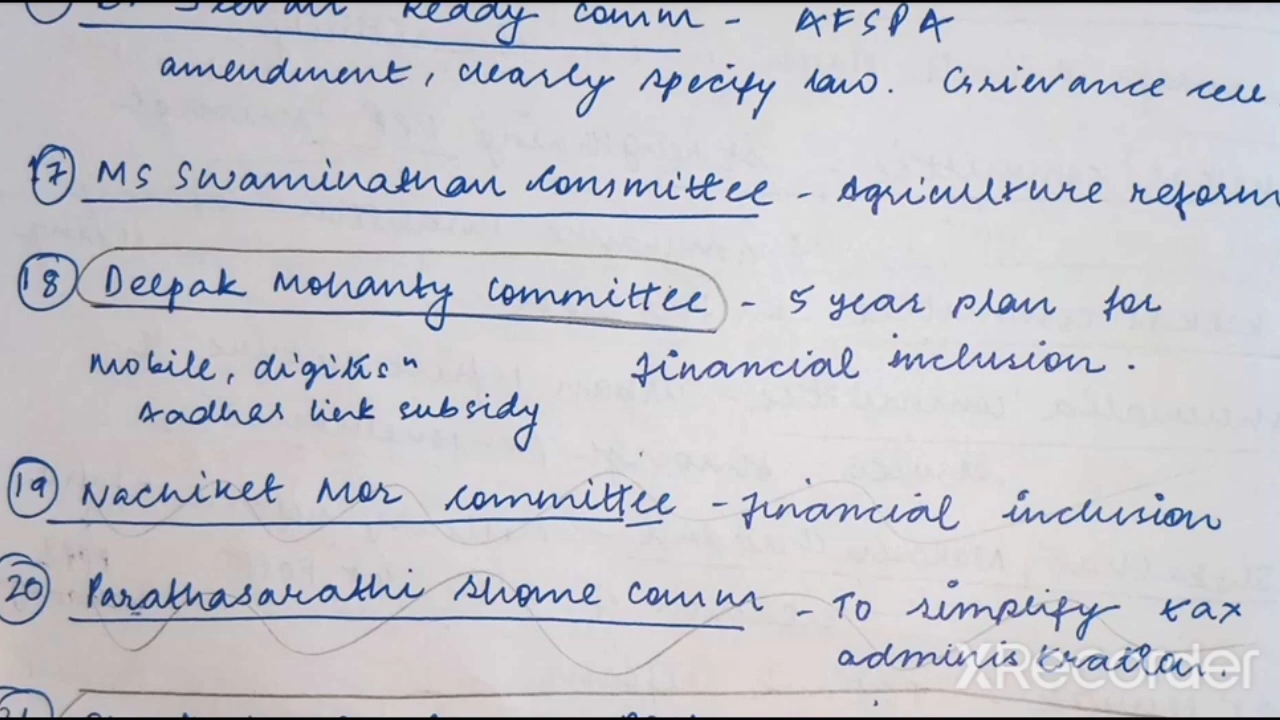 Reddy comm - AFSPA
amendment, clearly specify law. Grievance cell
17 MS Swaminathan Committee - Agriculture reform
18 Deepak Mohanty committee - 5 year plan for
Mobile, digitisn Financial inclusion.
Aadhar link subsidy
19 Nachiket Mor committee - Financial inclusion
20 Parathasarathi Shome comm - To simplify tax
administration.
XRecorder